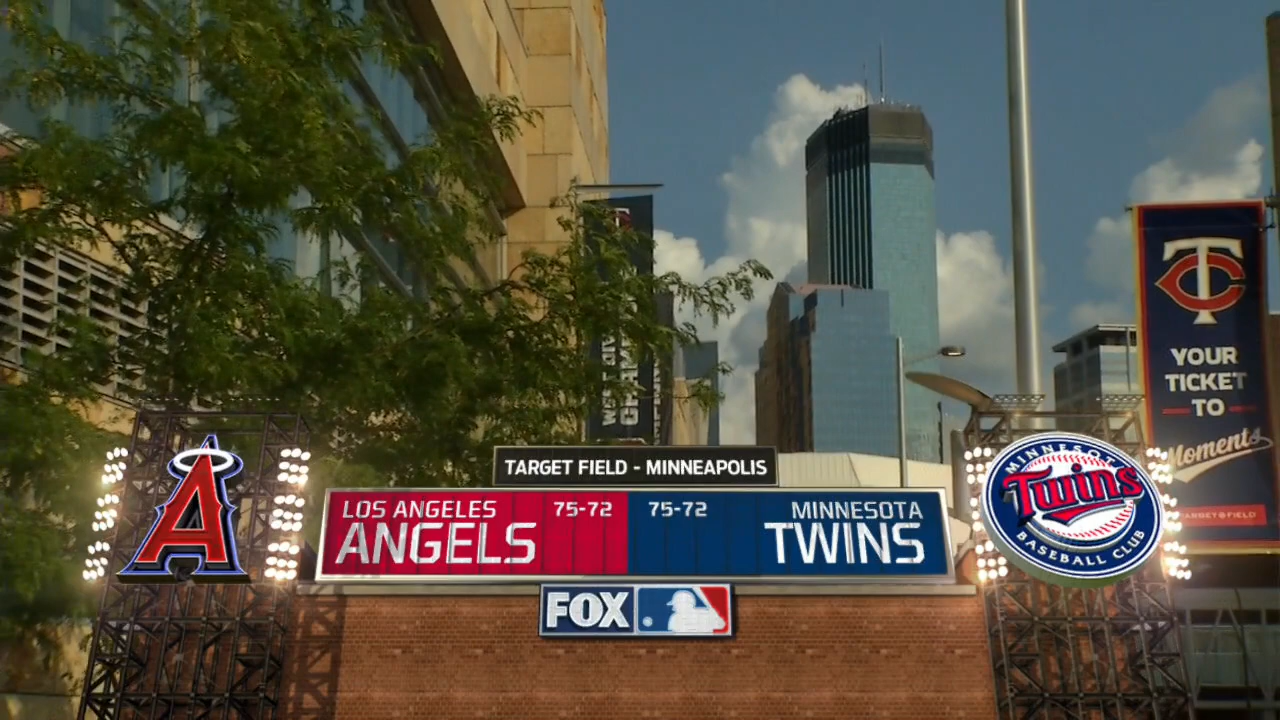 TC
YOUR
TICKET
TO
Moments
TARGET FIELD
TARGET FIELD - MINNEAPOLIS
LOS ANGELES
ANGELS
75-72
75-72
MINNESOTA
TWINS
A
MINNESOTA
Twins
BASEBALL CLUB
FOX